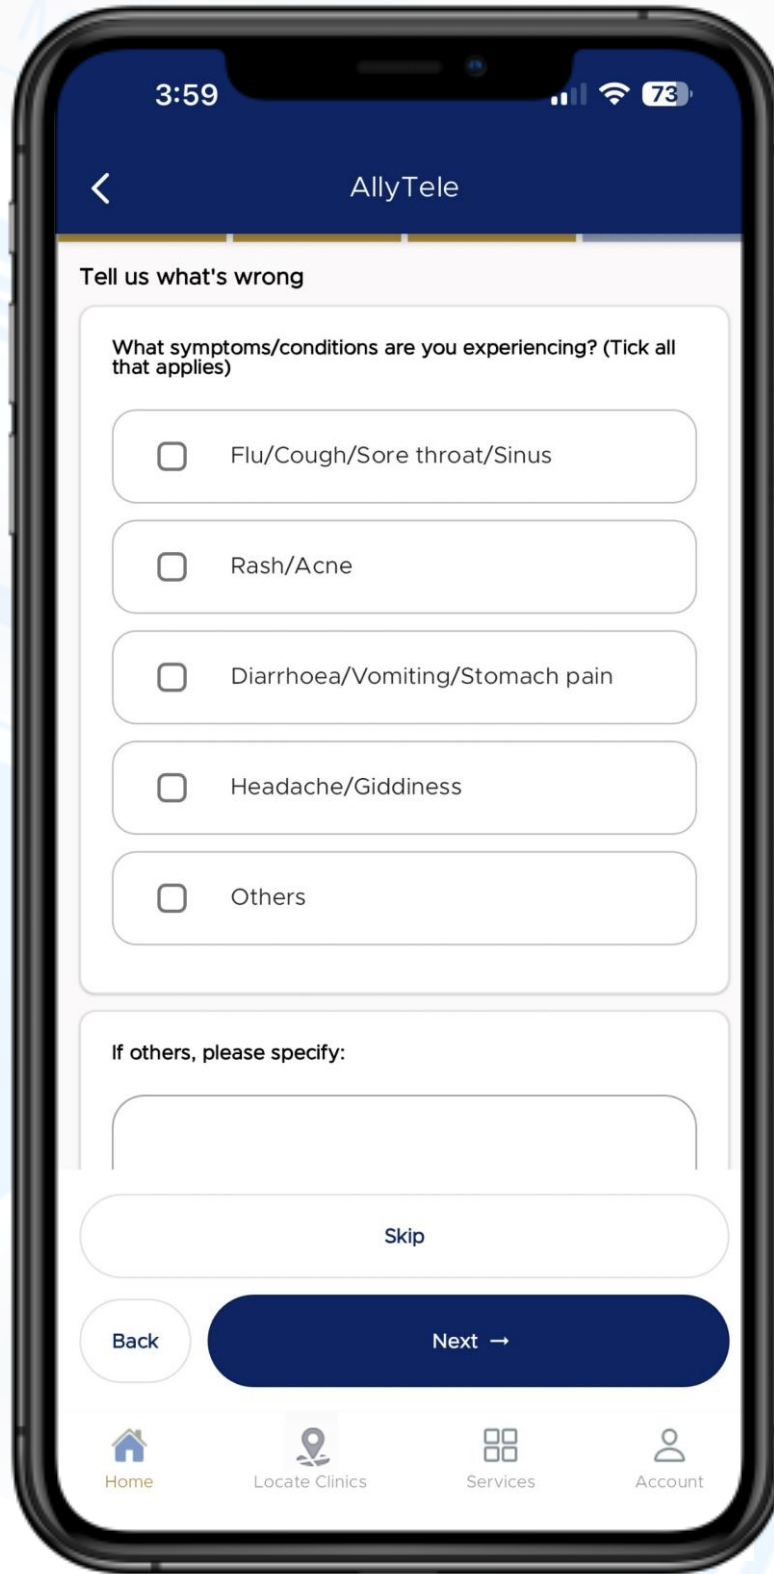 3:59
73
AllyTele
Tell us what's wrong
What symptoms/conditions are you experiencing? (Tick all
that applies)
Flu/Cough/Sore throat/Sinus
Rash/Acne
Diarrhoea/Vomiting/Stomach pain
Headache/Giddiness
Others
If others, please specify:
Skip
Back
Next →
Home
Locate Clinics
Services
Account